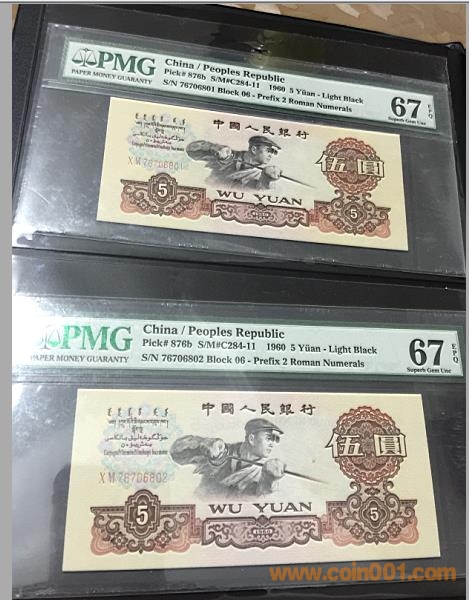 PMG
PAPER MONEY GUARANTY
China / Peoples Republic
Pick# 876b S/M#C284-11 1960 5 Yüan - Light Black
S/N 76706801 Block 06 - Prefix 2 Roman Numerals
67 EPQ
Superb Gem Unc
中國人民銀行
XM76706801
伍圓
5
WU YUAN
5
PMG
PAPER MONEY GUARANTY
China / Peoples Republic
Pick# 876b S/M#C284-11 1960 5 Yüan - Light Black
S/N 76706802 Block 06 - Prefix 2 Roman Numerals
67 EPQ
Superb Gem Unc
中國人民銀行
XM76706802
伍圓
5
WU YUAN
5
www.coin001.com